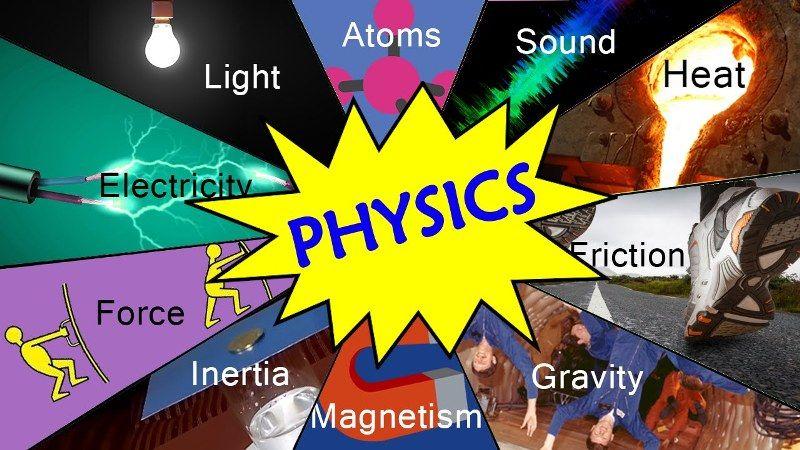 Atoms
Sound
Light
Heat
Electricity
PHYSICS
Friction
Force
Inertia
Gravity
Magnetism